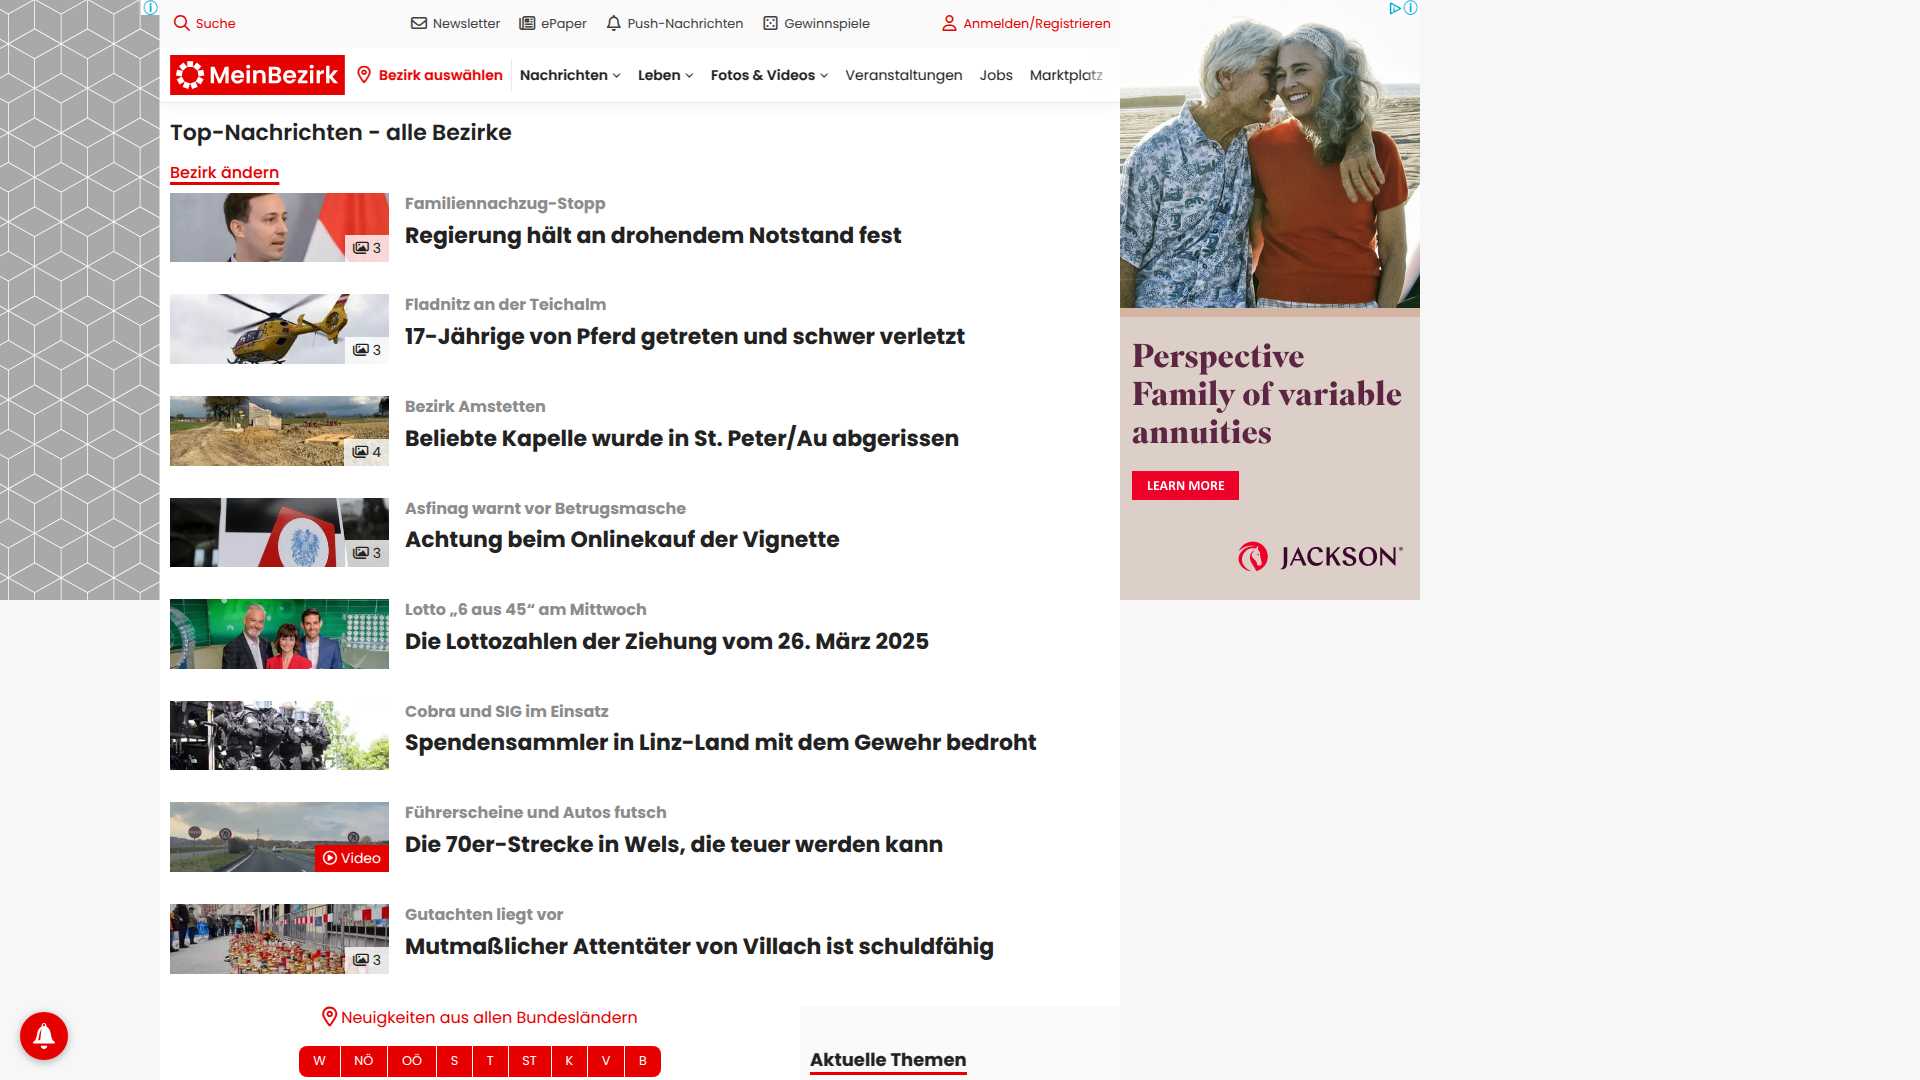 Suche
Newsletter
ePaper
Push-Nachrichten
Gewinnspiele
Anmelden/Registrieren
MeinBezirk
Bezirk auswählen
Nachrichten
Leben
Fotos & Videos
Veranstaltungen
Jobs
Marktplatz
Top-Nachrichten - alle Bezirke
Bezirk ändern
3
Familiennachzug-Stopp
Regierung hält an drohendem Notstand fest
3
Fladnitz an der Teichalm
17-Jährige von Pferd getreten und schwer verletzt
4
Bezirk Amstetten
Beliebte Kapelle wurde in St. Peter/Au abgerissen
3
Asfinag warnt vor Betrugsmasche
Achtung beim Onlinekauf der Vignette
Lotto „6 aus 45“ am Mittwoch
Die Lottozahlen der Ziehung vom 26. März 2025
Cobra und SIG im Einsatz
Spendensammler in Linz-Land mit dem Gewehr bedroht
Video
Führerscheine und Autos futsch
Die 70er-Strecke in Wels, die teuer werden kann
3
Gutachten liegt vor
Mutmaßlicher Attentäter von Villach ist schuldfähig
Neuigkeiten aus allen Bundesländern
W NÖ OÖ S T ST K V B
Aktuelle Themen
Perspective
Family of variable
annuities
LEARN MORE
JACKSON®